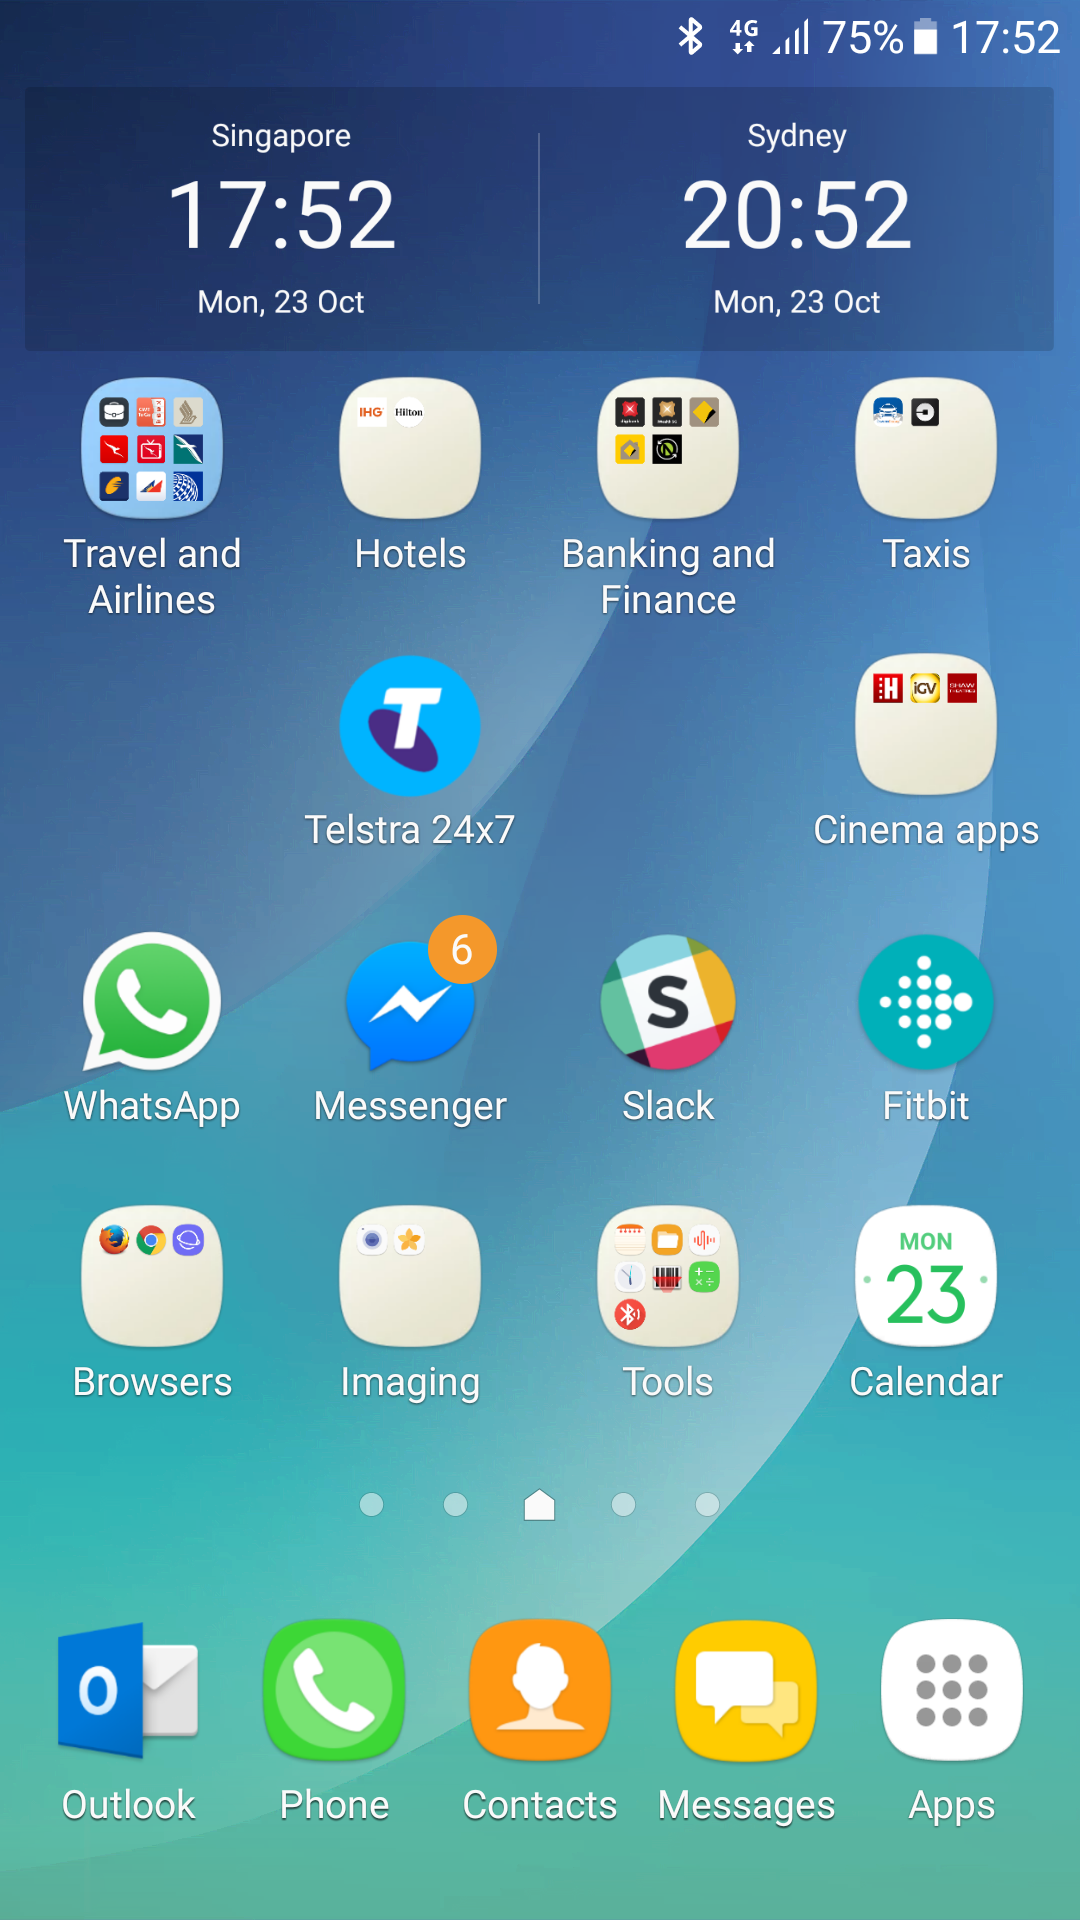 4G 75% 17:52
Singapore
17:52
Mon, 23 Oct
Sydney
20:52
Mon, 23 Oct
IHG
Hilton
Travel and
Airlines
Hotels
Banking and
Finance
Taxis
T
H
iGV
SHAW
Telstra 24x7
Cinema apps
6
S
WhatsApp
Messenger
Slack
Fitbit
MON
23
Browsers
Imaging
Tools
Calendar
O
Outlook
Phone
Contacts
Messages
Apps